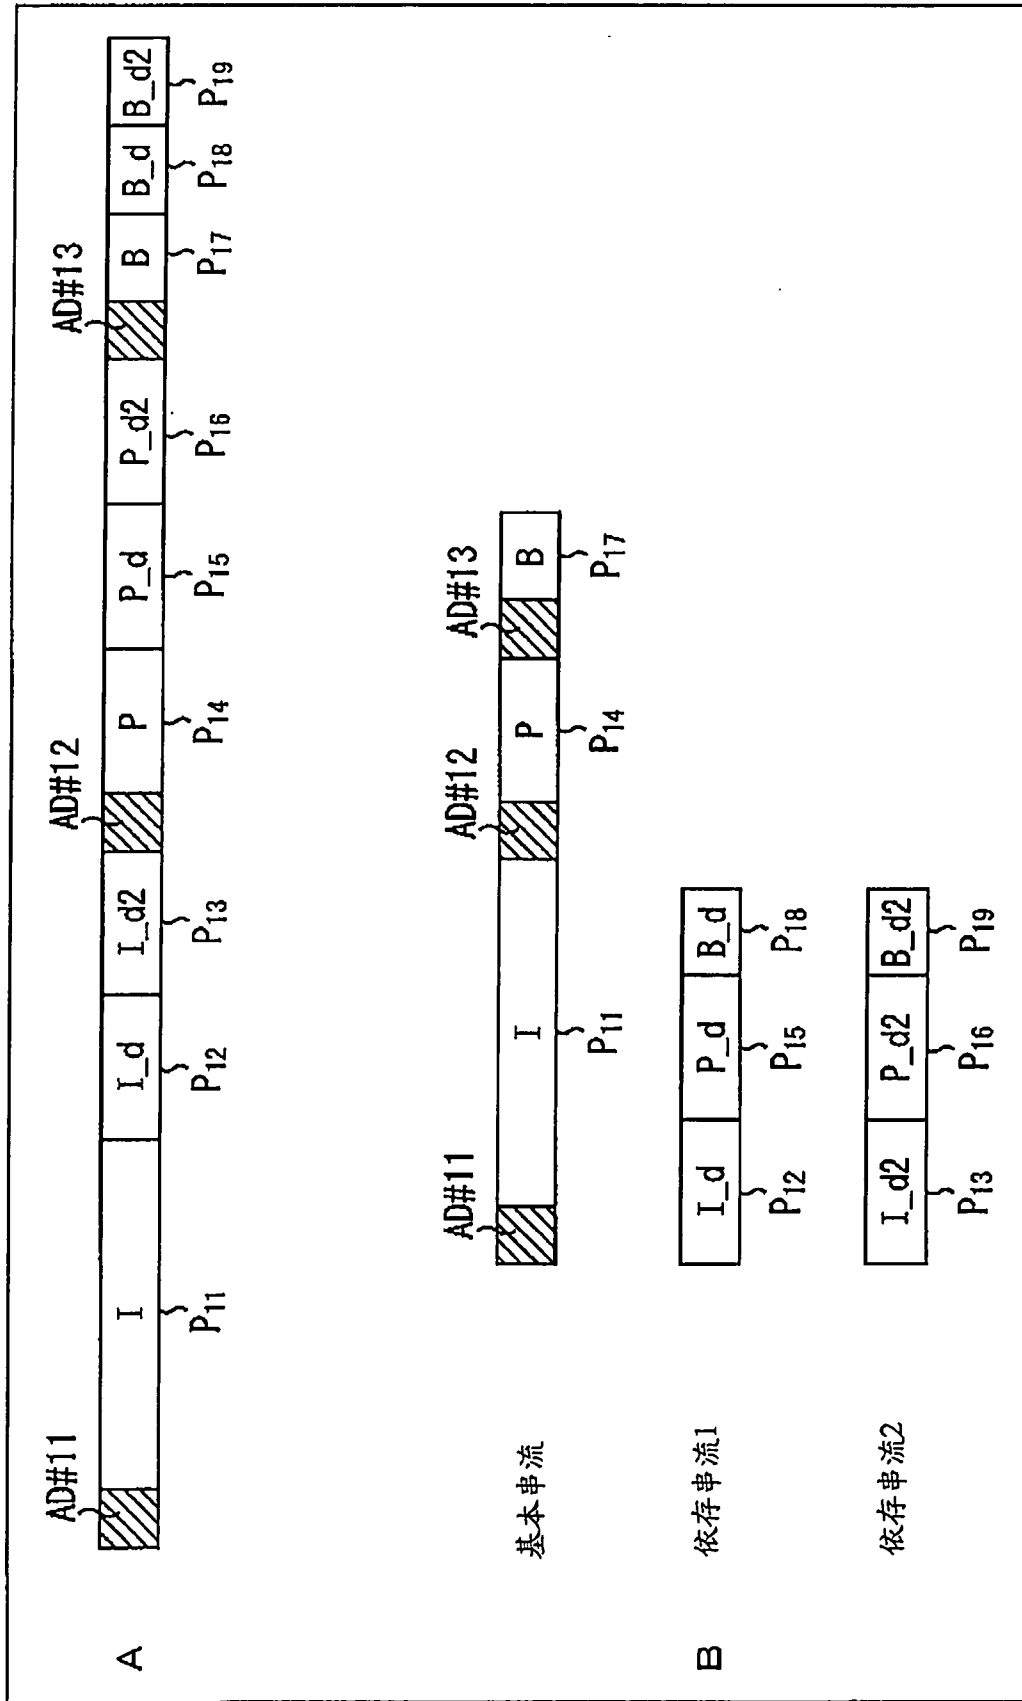 A
AD#11 AD#12 AD#13
I I_d I_d2 P P_d P_d2 B B_d B_d2
P11 P12 P13 P14 P15 P16 P17 P18 P19
B
AD#11 AD#12 AD#13
基本串流 I P B
P11 P14 P17
依存串流1 I_d P_d B_d
P12 P15 P18
依存串流2 I_d2 P_d2 B_d2
P13 P16 P19